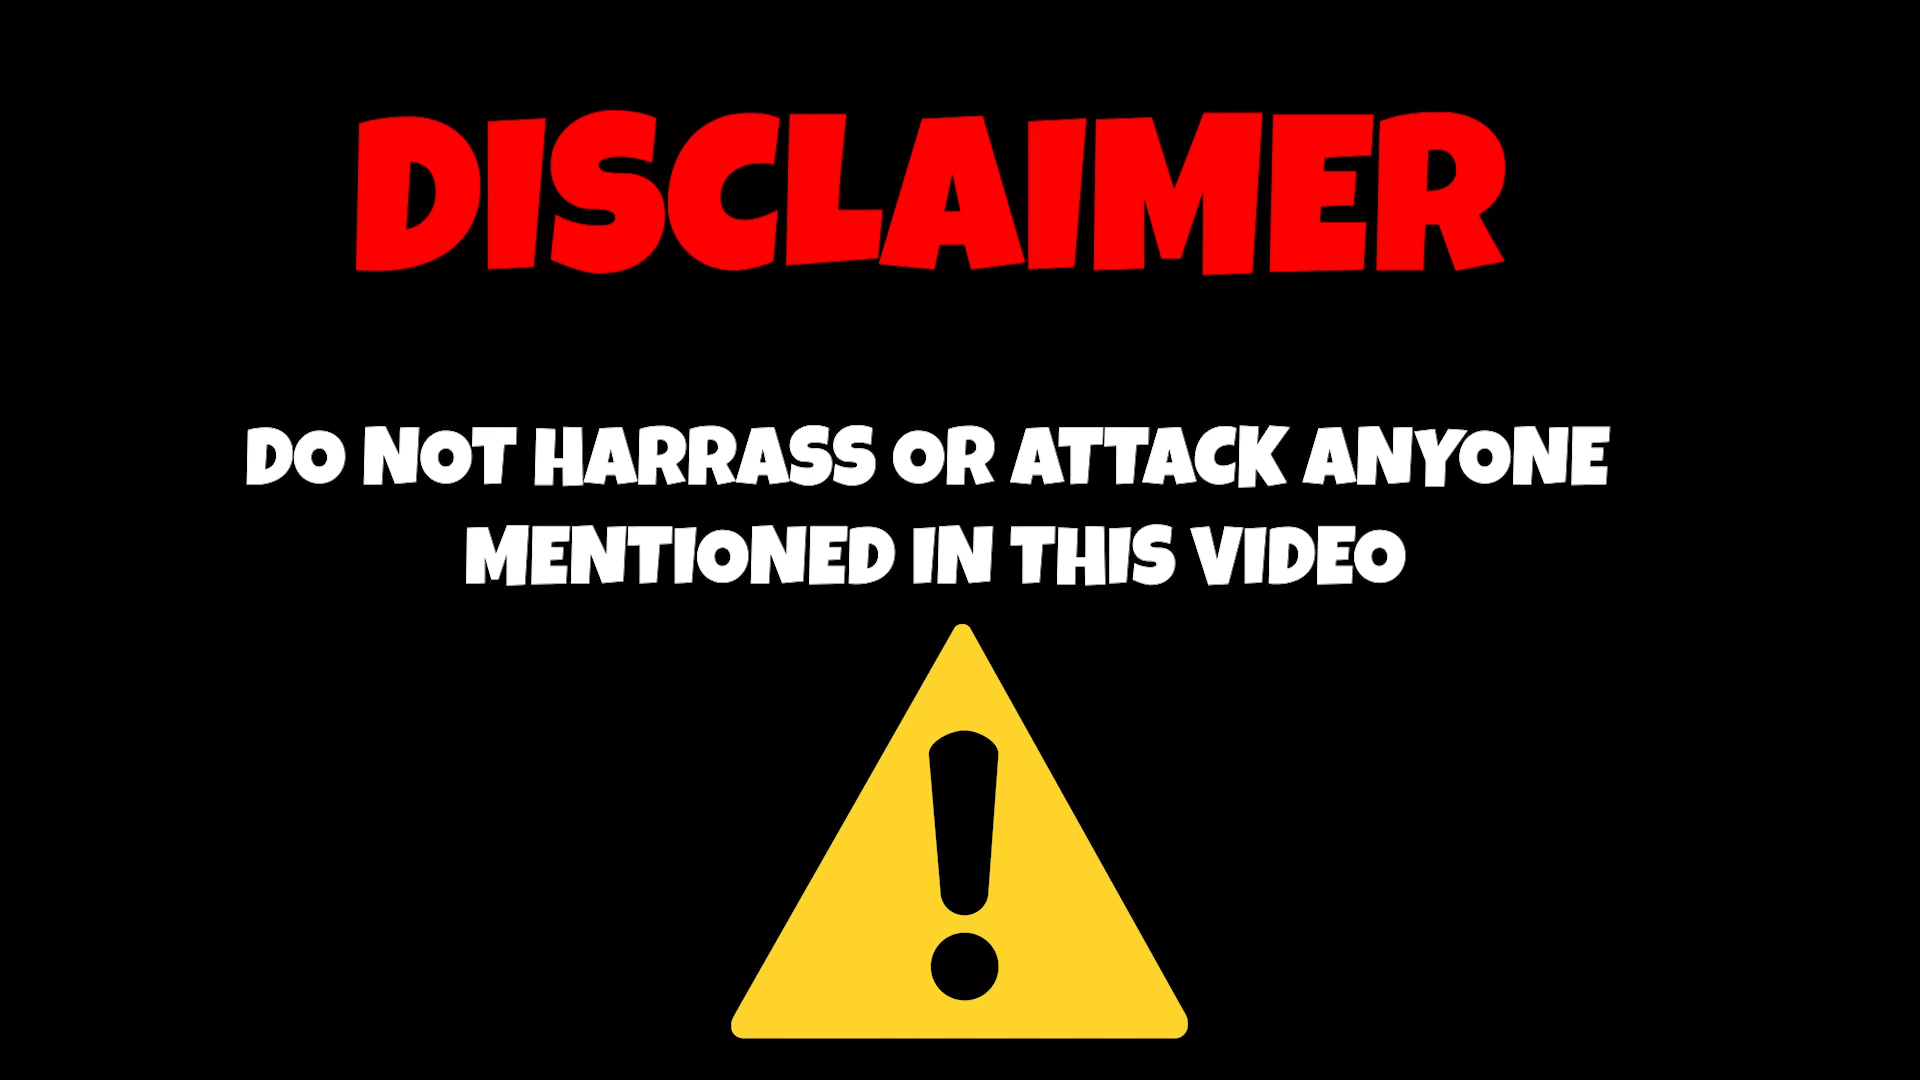 DISCLAIMER
DO NOT HARRASS OR ATTACK ANYONE
MENTIONED IN THIS VIDEO